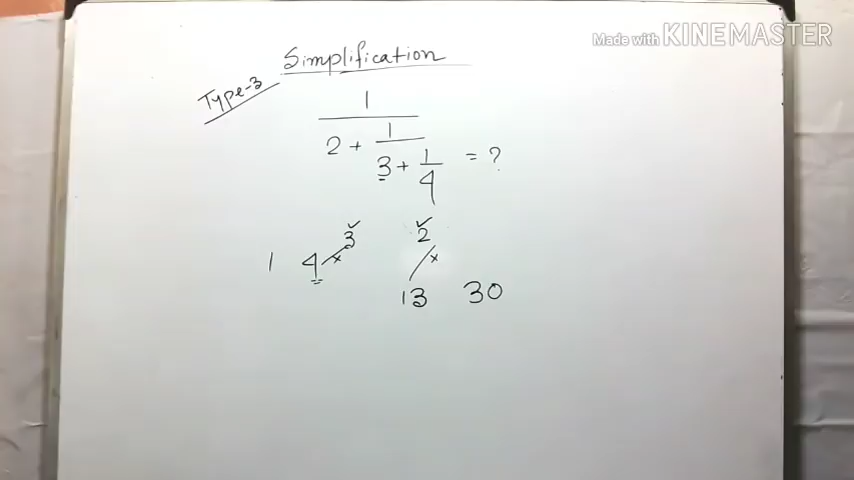 Made with KINEMASTER
Simplification
Type-3
1
2 + 1
3 + 1 = ?
4
3 2
1 4 x x
13 30